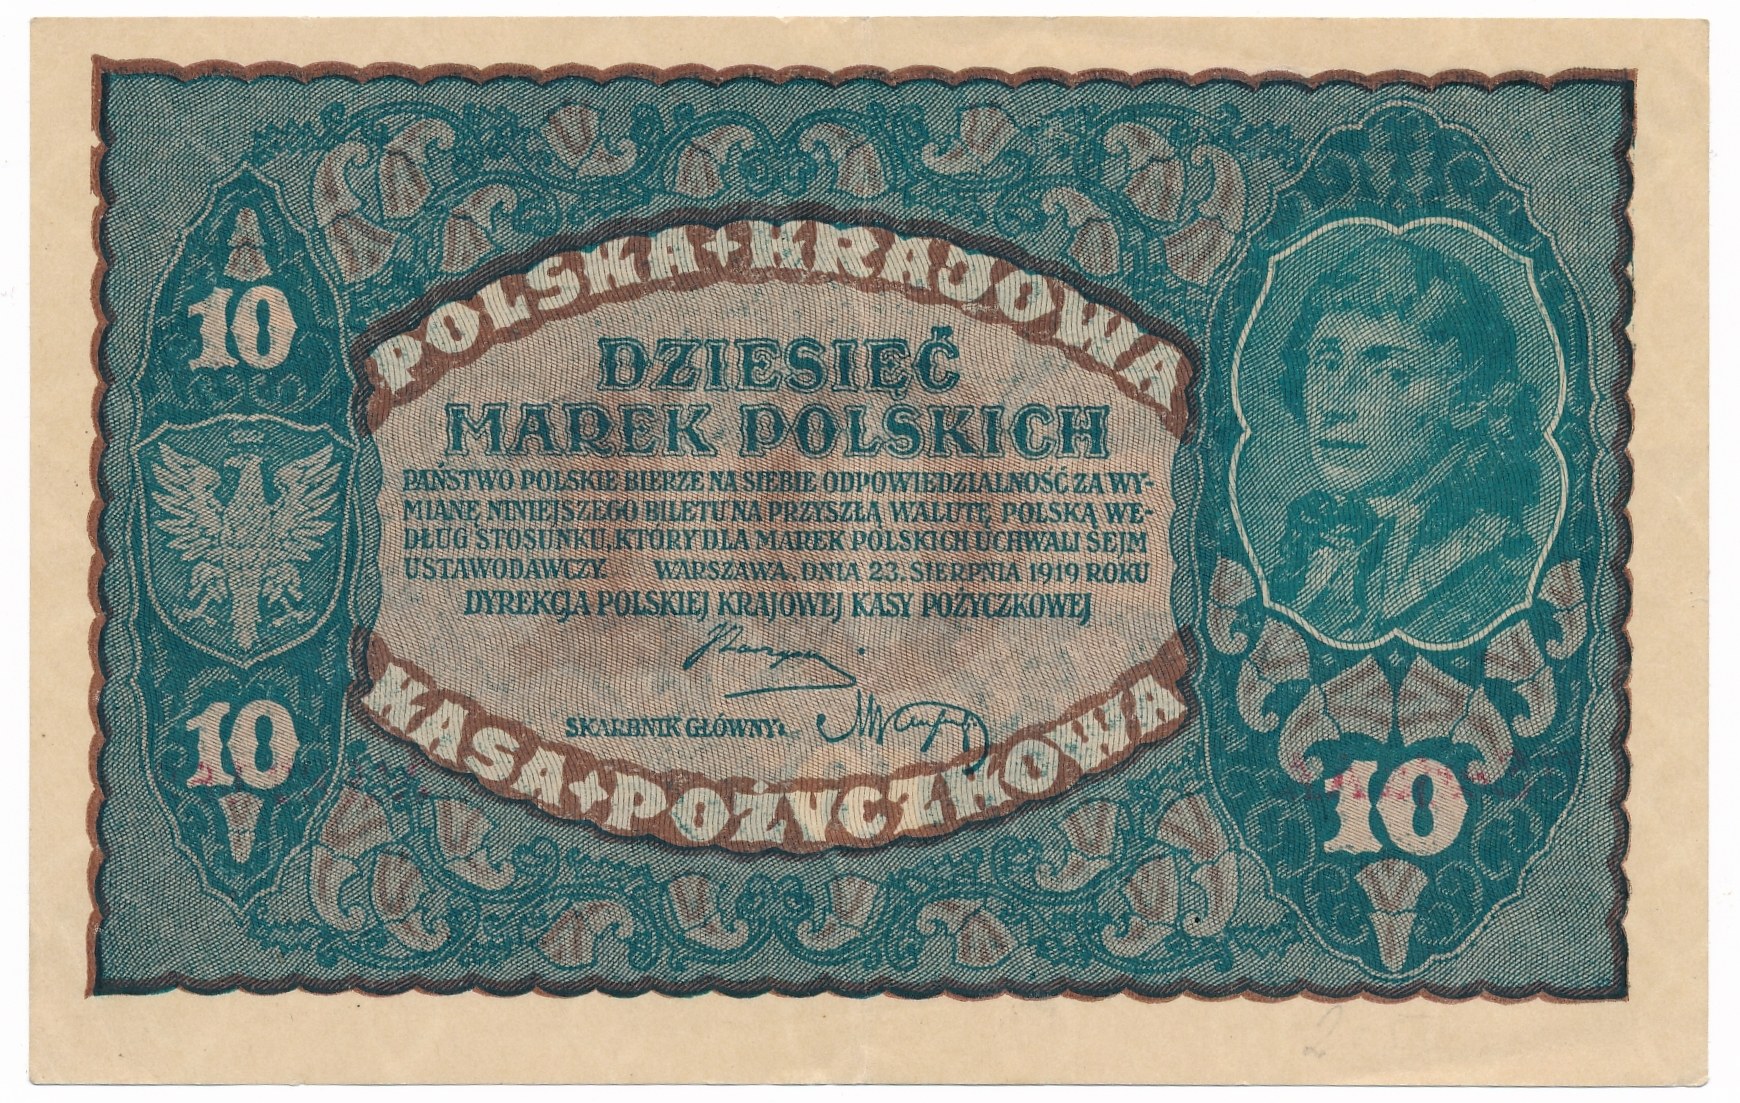 POLSKA + KRAJOWA
10
DZIESIĘĆ
MAREK POLSKICH
PAŃSTWO POLSKIE BIERZE NA SIEBIE ODPOWIEDZIALNOŚĆ ZA WY-
MIANĘ NINIEJSZEGO BILETU NA PRZYSZŁĄ WALUTĘ POLSKĄ WE-
DŁUG STOSUNKU, KTÓRY DLA MAREK POLSKICH UCHWALI SEJM
USTAWODAWCZY. WARSZAWA, DNIA 23. SIERPNIA 1919 ROKU
DYREKCJA POLSKIEJ KRAJOWEJ KASY POŻYCZKOWEJ
SKARBNIK GŁÓWNY:
KASA + POŻYCZKOWA
10
10